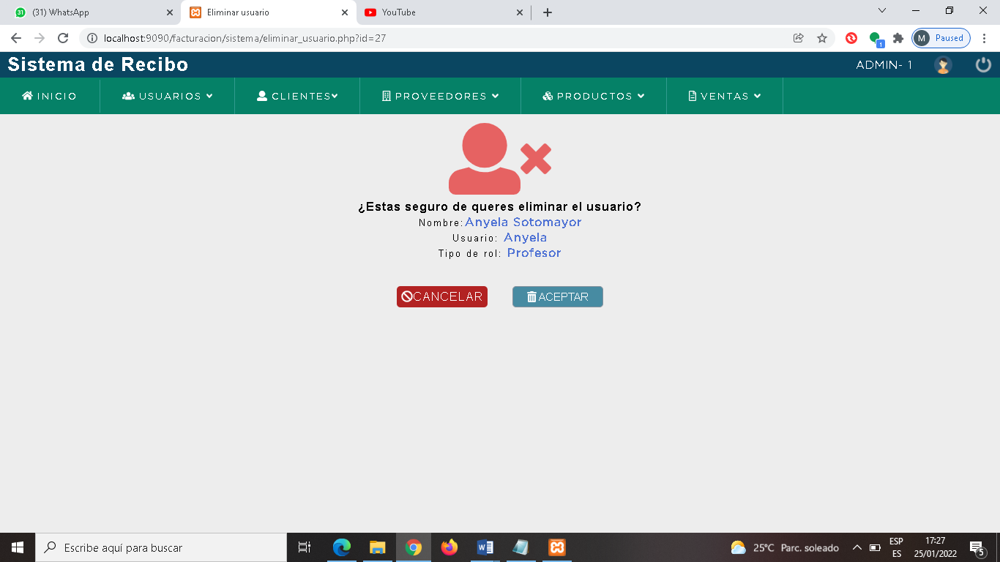 (31) WhatsApp
Eliminar usuario
YouTube
localhost:9090/facturacion/sistema/eliminar_usuario.php?id=27
1
M Paused
Sistema de Recibo
ADMIN- 1
INICIO
USUARIOS
CLIENTES
PROVEEDORES
PRODUCTOS
VENTAS
¿Estas seguro de queres eliminar el usuario?
Nombre:Anyela Sotomayor
Usuario: Anyela
Tipo de rol: Profesor
CANCELAR
ACEPTAR
Escribe aquí para buscar
25°C Parc. soleado
ESP
ES
17:27
25/01/2022
5